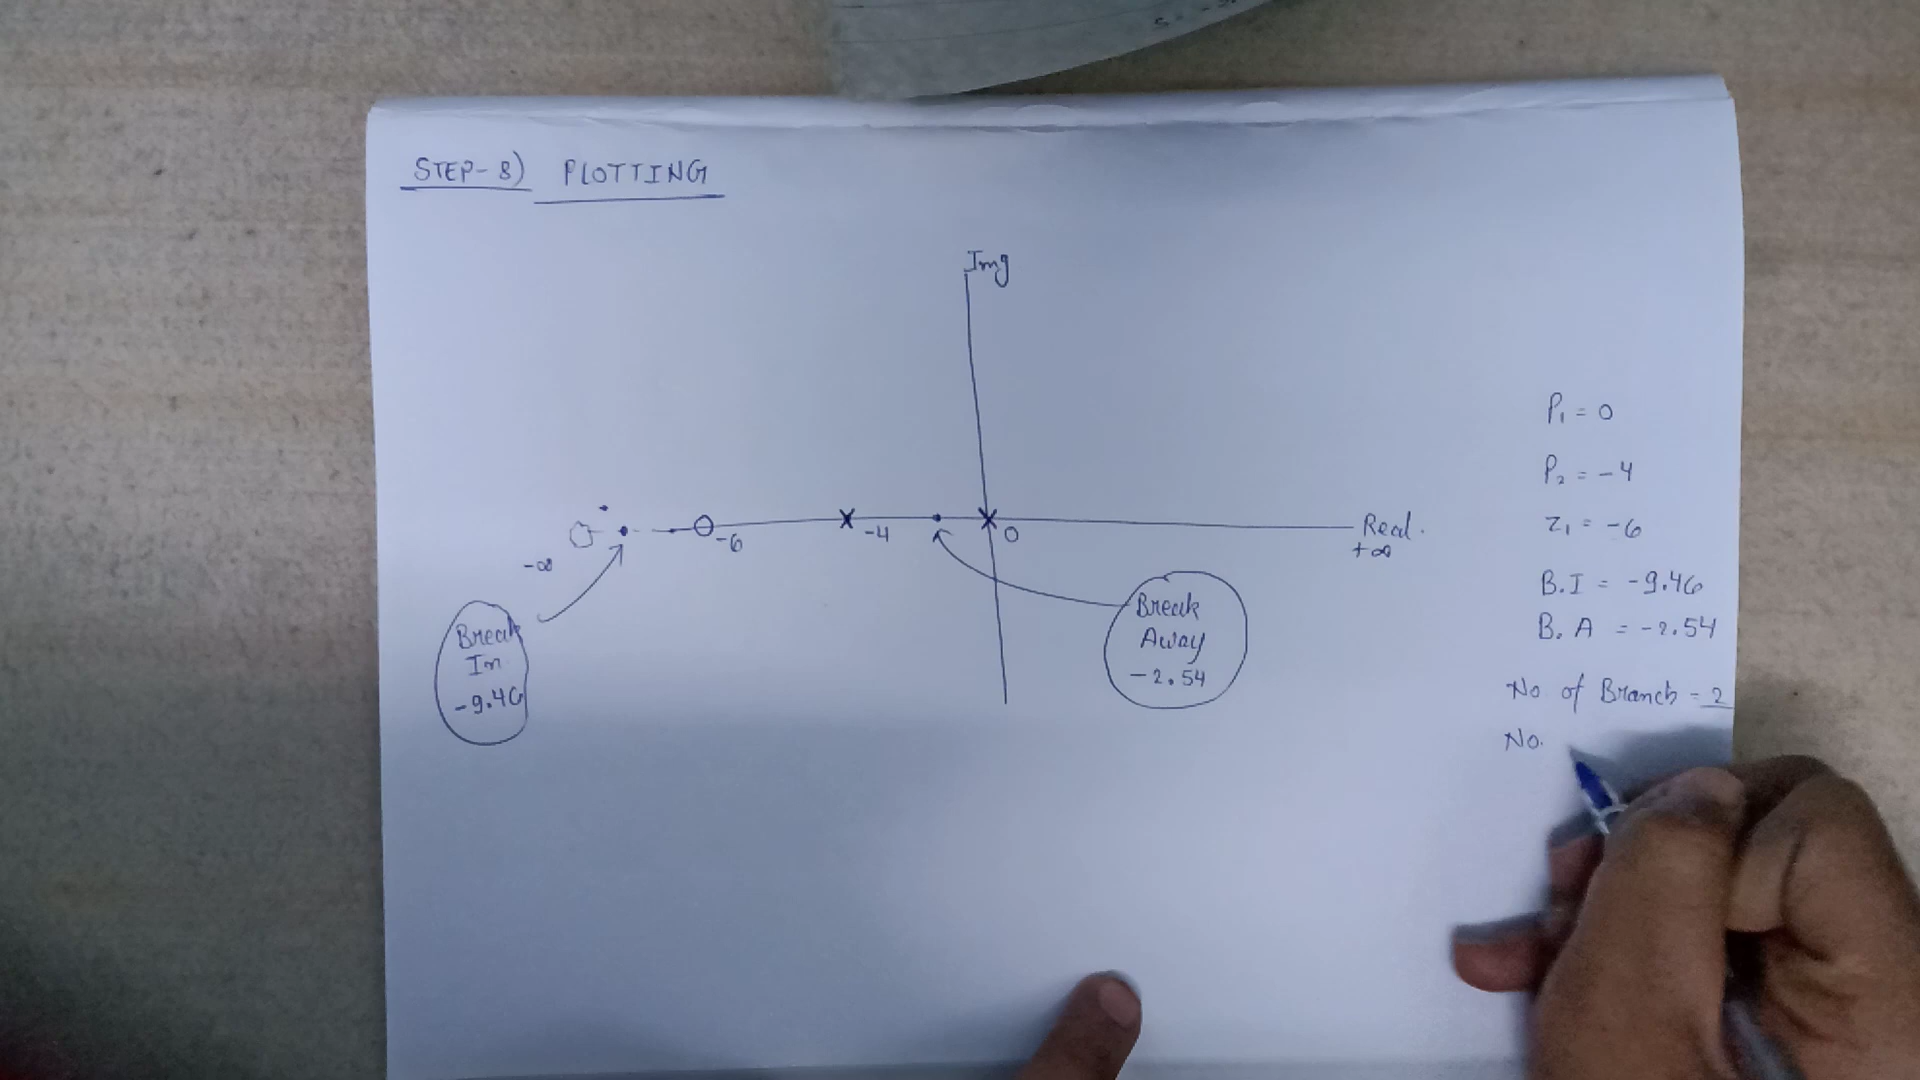 STEP-8) PLOTTING
Img
P₁ = 0
P₂ = -4
Z₁ = -6
B.I = -9.46
B.A = -2.54
No of Branch = 2
No.
-∞
-6
-4
0
Real.
+∞
Break
In
-9.46
Break
Away
-2.54